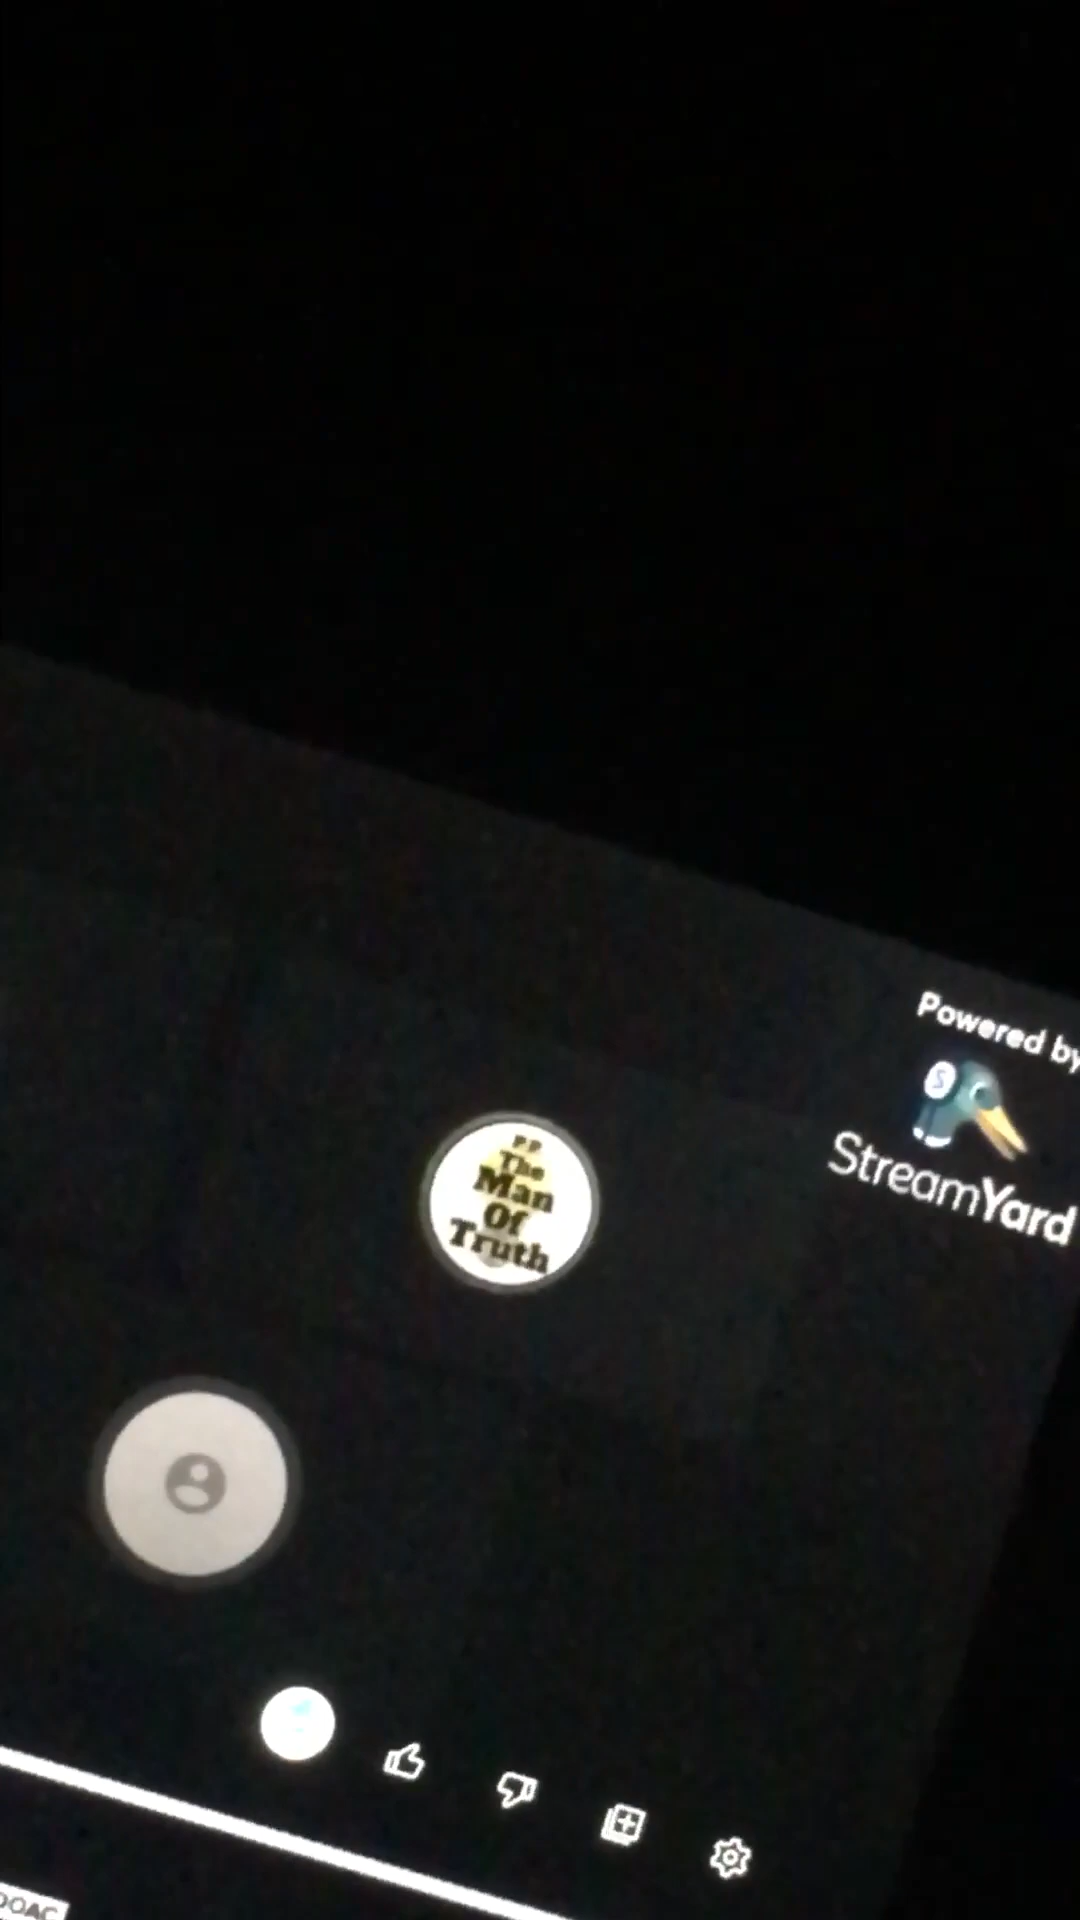 Powered by
S
StreamYard
P.P.
The
Man
Of
Truth